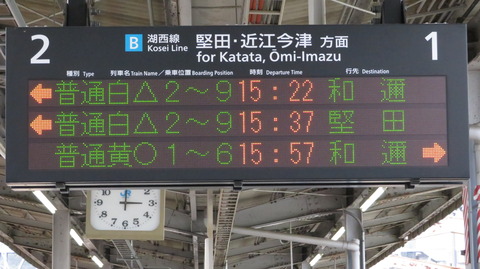 2 B 湖西線 堅田・近江今津 方面 1
Kosei Line for Katata, Ōmi-Imazu
種別 Type 列車名/Train Name/乗車位置 Boarding Position 時刻 Departure Time 行先 Destination
←普通白△2〜9 15:22 和邇
←普通白△2〜9 15:37 堅田
普通黄○1〜6 15:57 和邇→